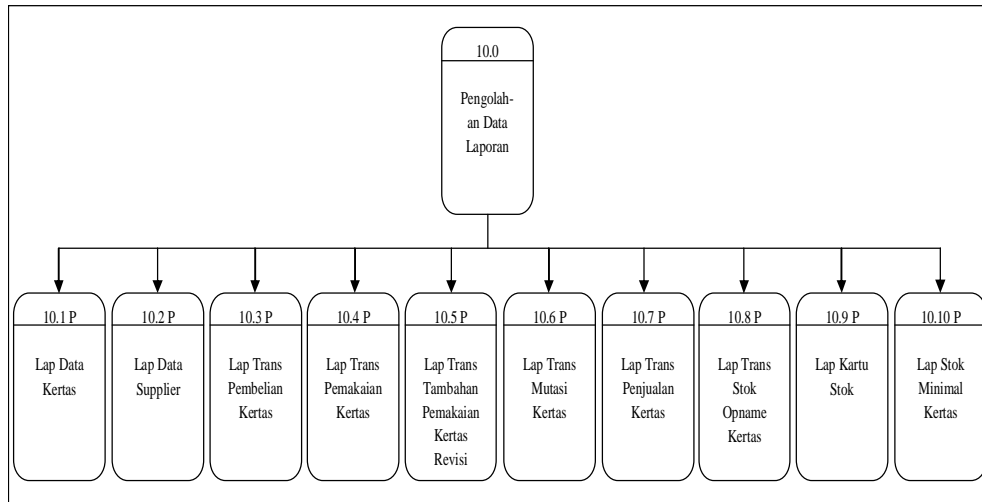 10.0
Pengolah-
an Data
Laporan
10.1 P
Lap Data
Kertas
10.2 P
Lap Data
Supplier
10.3 P
Lap Trans
Pembelian
Kertas
10.4 P
Lap Trans
Pemakaian
Kertas
10.5 P
Lap Trans
Tambahan
Pemakaian
Kertas
Revisi
10.6 P
Lap Trans
Mutasi
Kertas
10.7 P
Lap Trans
Penjualan
Kertas
10.8 P
Lap Trans
Stok
Opname
Kertas
10.9 P
Lap Kartu
Stok
10.10 P
Lap Stok
Minimal
Kertas